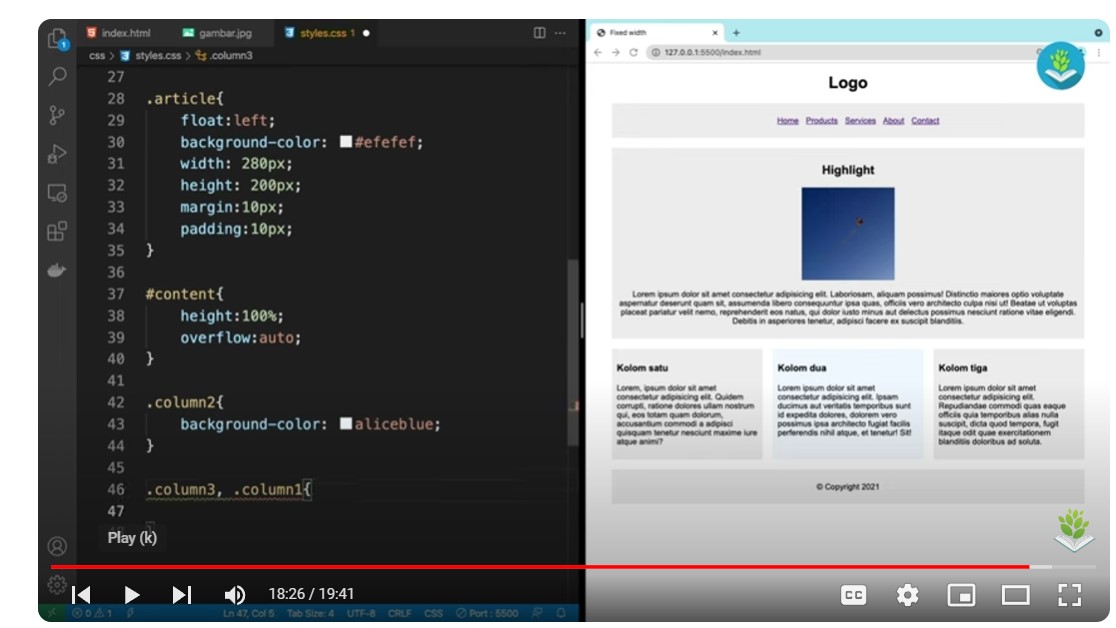 index.html
gambar.jpg
styles.css 1
css > styles.css > .column3
27
28 .article{
29 float:left;
30 background-color: #efefef;
31 width: 280px;
32 height: 200px;
33 margin:10px;
34 padding:10px;
35 }
36
37 #content{
38 height:100%;
39 overflow:auto;
40 }
41
42 .column2{
43 background-color: aliceblue;
44 }
45
46 .column3, .column1{
47
Play (k)
18:26 / 19:41
CC
0 1
Ln 47, Col 5 Tab Size: 4 UTF-8 CRLF CSS Port : 5500
Fixed width
127.0.0.1:5500/index.html
Logo
Home Products Services About Contact
Highlight
Lorem ipsum dolor sit amet consectetur adipisicing elit. Laboriosam, aliquam possimus! Distinctio maiores optio voluptate
aspernatur deserunt quam sit, assumenda libero consequuntur ipsa quas, officiis vero architecto culpa nisi ut! Beatae ut voluptas
placeat pariatur velit nemo, reprehenderit eos natus, qui dolor iusto minus aut delectus possimus nesciunt ratione vitae eligendi.
Debitis in asperiores tenetur, adipisci facere ex suscipit blanditiis.
Kolom satu
Lorem, ipsum dolor sit amet
consectetur adipisicing elit. Quidem
corrupti, ratione dolores ullam nostrum
qui, eos totam quam dolorum,
accusantium commodi a adipisci
quisquam tenetur nesciunt maxime iure
atque animi?
Kolom dua
Lorem ipsum dolor sit amet
consectetur adipisicing elit. Ipsam
ducimus aut veritatis temporibus sunt
id expedita dolores, dolorem vero
possimus ipsa architecto fugiat facilis
perferendis nihil atque, et tenetur! Sit!
Kolom tiga
Lorem ipsum dolor sit amet
consectetur adipisicing elit.
Repudiandae commodi quas eaque
officiis quia temporibus alias
suscipit, dicta quod tempora, fugit
itaque odit quae exercitationem
blanditiis doloribus ad soluta.
© Copyright 2021